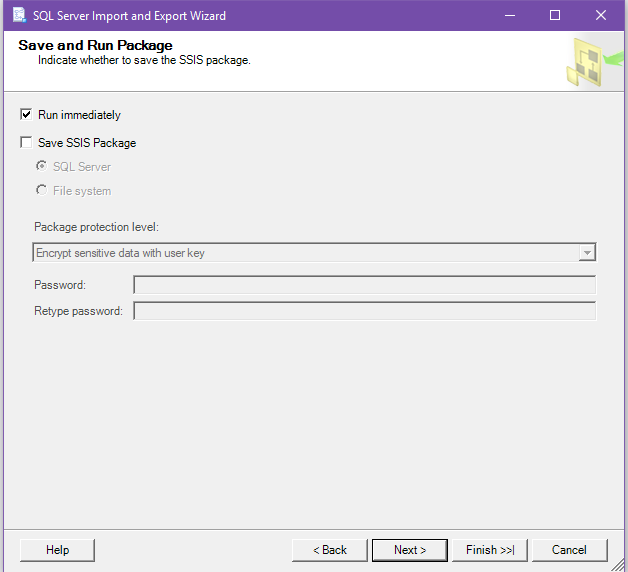 SQL Server Import and Export Wizard
Save and Run Package
Indicate whether to save the SSIS package.
Run immediately
Save SSIS Package
SQL Server
File system
Package protection level:
Encrypt sensitive data with user key
Password:
Retype password:
Help
< Back
Next >
Finish >>|
Cancel